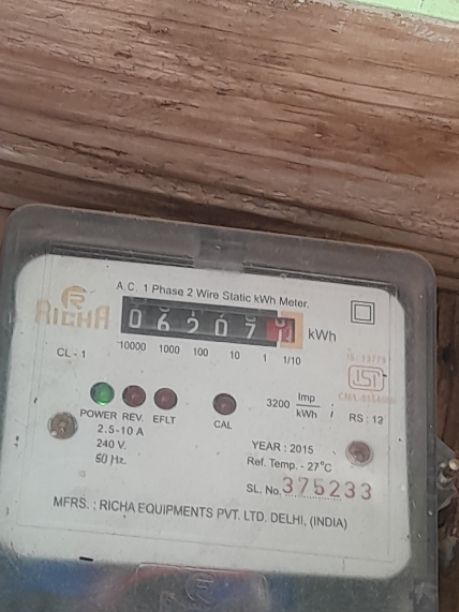 A.C. 1 Phase 2 Wire Static kWh Meter.
RICHA
06207 kWh
CL - 1
10000 1000 100 10 1 1/10
3200 Imp/kWh
POWER REV. EFLT CAL
RS : 12
2.5-10 A
240 V.
50 Hz.
YEAR : 2015
Ref. Temp. - 27°C
SL. No. 375233
MFRS. : RICHA EQUIPMENTS PVT. LTD. DELHI, (INDIA)